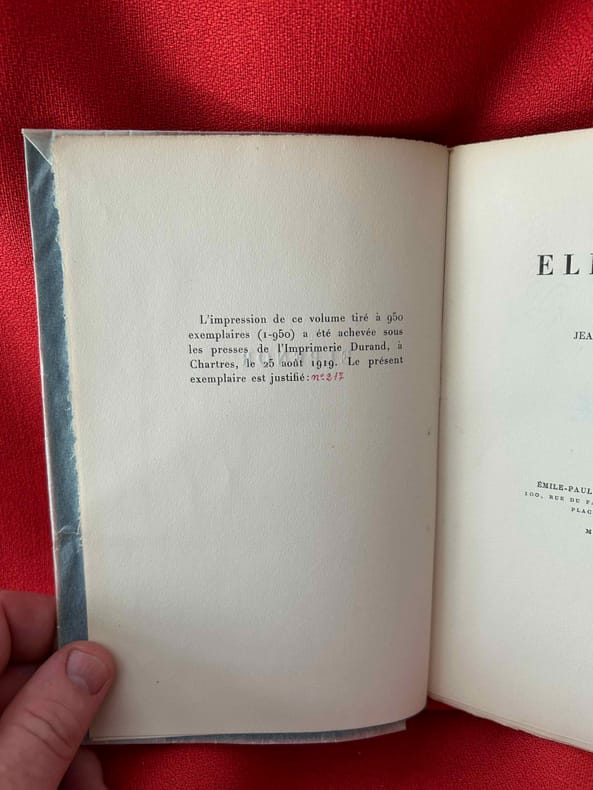 L'impression de ce volume tiré à 950
exemplaires (1-950) a été achevée sous
les presses de l'Imprimerie Durand, à
Chartres, le 25 août 1919. Le présent
exemplaire est justifié: n° 217
EL
JEA
ÉMILE-PAUL
100, RUE DU FA
PLAC
M